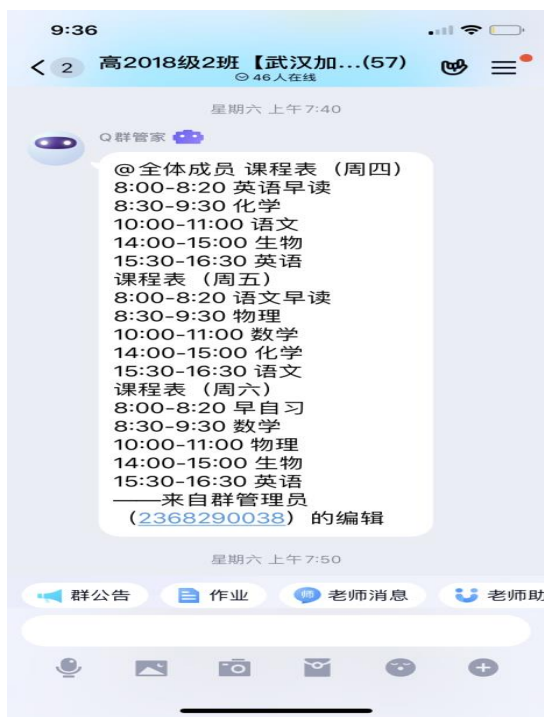 9:36
2
高2018级2班【武汉加...(57)
46人在线
星期六 上午7:40
Q群管家
@全体成员 课程表（周四）
8:00-8:20 英语早读
8:30-9:30 化学
10:00-11:00 语文
14:00-15:00 生物
15:30-16:30 英语
课程表（周五）
8:00-8:20 语文早读
8:30-9:30 物理
10:00-11:00 数学
14:00-15:00 化学
15:30-16:30 语文
课程表（周六）
8:00-8:20 早自习
8:30-9:30 数学
10:00-11:00 物理
14:00-15:00 生物
15:30-16:30 英语
——来自群管理员
（2368290038）的编辑
星期六 上午7:50
群公告 作业 师 老师消息 老师助